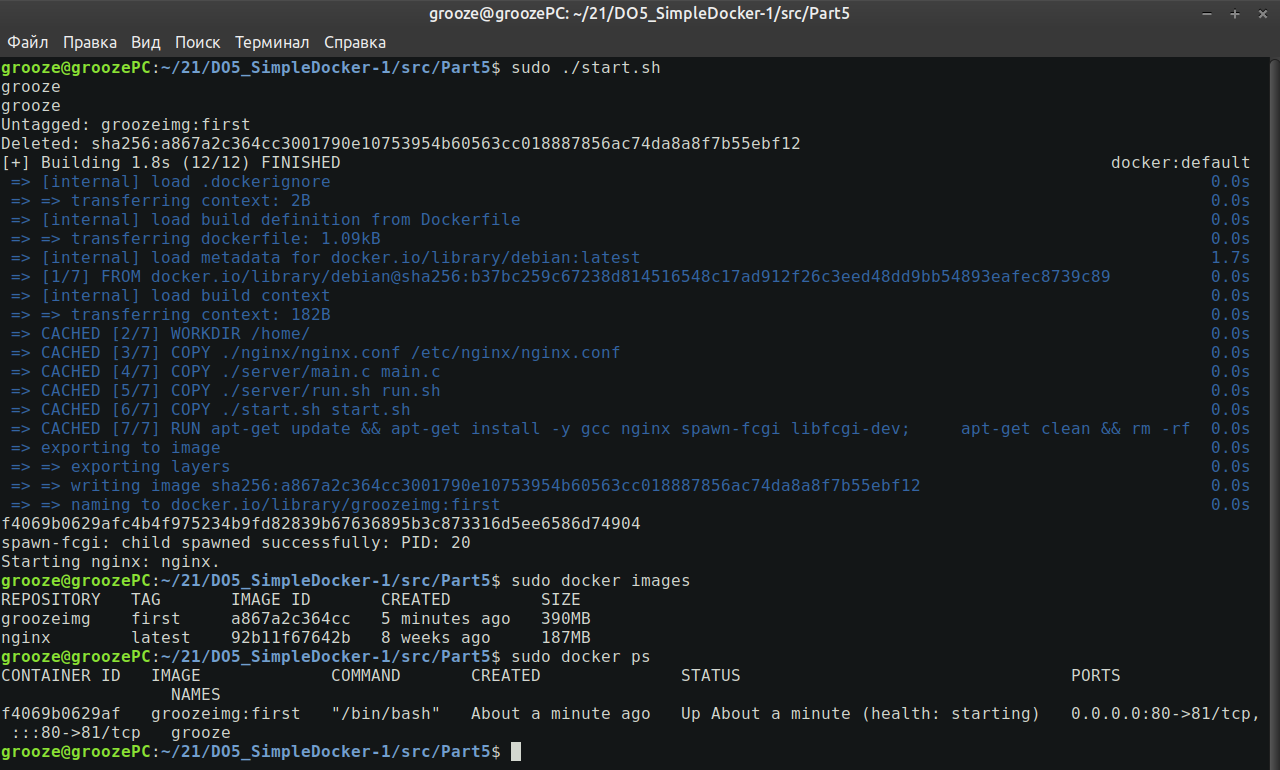 grooze@groozePC: ~/21/DO5_SimpleDocker-1/src/Part5
Файл Правка Вид Поиск Терминал Справка
grooze@groozePC:~/21/DO5_SimpleDocker-1/src/Part5$ sudo ./start.sh
grooze
grooze
Untagged: groozeimg:first
Deleted: sha256:a867a2c364cc3001790e10753954b60563cc018887856ac74da8a8f7b55ebf12
[+] Building 1.8s (12/12) FINISHED docker:default
=> [internal] load .dockerignore 0.0s
=> => transferring context: 2B 0.0s
=> [internal] load build definition from Dockerfile 0.0s
=> => transferring dockerfile: 1.09kB 0.0s
=> [internal] load metadata for docker.io/library/debian:latest 1.7s
=> [1/7] FROM docker.io/library/debian@sha256:b37bc259c67238d814516548c17ad912f26c3eed48dd9bb54893eafec8739c89 0.0s
=> [internal] load build context 0.0s
=> => transferring context: 182B 0.0s
=> CACHED [2/7] WORKDIR /home/ 0.0s
=> CACHED [3/7] COPY ./nginx/nginx.conf /etc/nginx/nginx.conf 0.0s
=> CACHED [4/7] COPY ./server/main.c main.c 0.0s
=> CACHED [5/7] COPY ./server/run.sh run.sh 0.0s
=> CACHED [6/7] COPY ./start.sh start.sh 0.0s
=> CACHED [7/7] RUN apt-get update && apt-get install -y gcc nginx spawn-fcgi libfcgi-dev;     apt-get clean && rm -rf 0.0s
=> exporting to image 0.0s
=> => exporting layers 0.0s
=> => writing image sha256:a867a2c364cc3001790e10753954b60563cc018887856ac74da8a8f7b55ebf12 0.0s
=> => naming to docker.io/library/groozeimg:first 0.0s
f4069b0629afc4b4f975234b9fd82839b67636895b3c873316d5ee6586d74904
spawn-fcgi: child spawned successfully: PID: 20
Starting nginx: nginx.
grooze@groozePC:~/21/DO5_SimpleDocker-1/src/Part5$ sudo docker images
REPOSITORY TAG IMAGE ID CREATED SIZE
groozeimg first a867a2c364cc 5 minutes ago 390MB
nginx latest 92b11f67642b 8 weeks ago 187MB
grooze@groozePC:~/21/DO5_SimpleDocker-1/src/Part5$ sudo docker ps
CONTAINER ID IMAGE COMMAND CREATED STATUS PORTS
NAMES
f4069b0629af groozeimg:first "/bin/bash" About a minute ago Up About a minute (health: starting) 0.0.0.0:80->81/tcp,
:::80->81/tcp grooze
grooze@groozePC:~/21/DO5_SimpleDocker-1/src/Part5$